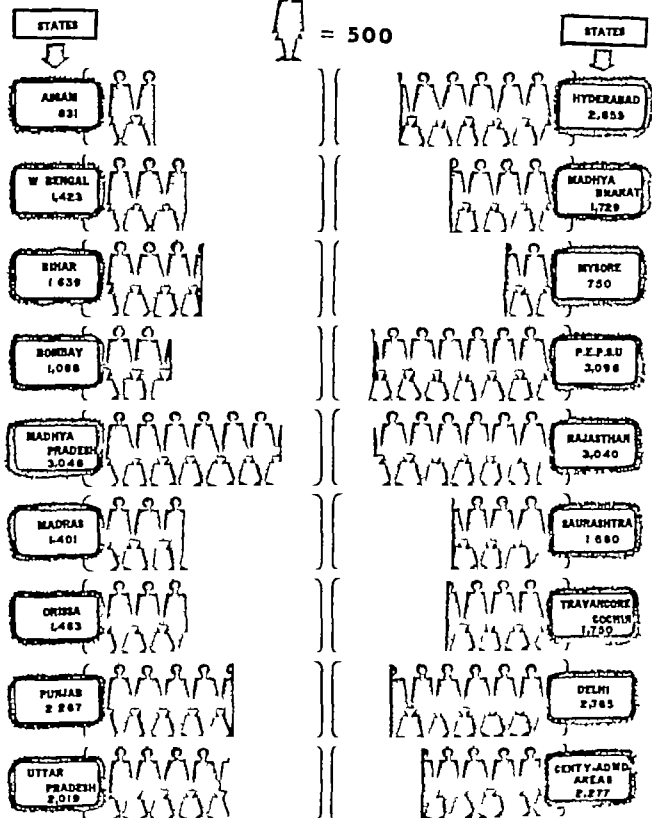 STATES
= 500
STATES
ASSAM
831
HYDERABAD
2,655
W BENGAL
1,423
MADHYA
BHARAT
1,729
BIHAR
1 639
MYSORE
750
BOMBAY
1,088
P.E.P.S.U
3,096
MADHYA
PRADESH
3,048
RAJASTHAN
3,040
MADRAS
1,401
SAURASHTRA
1 680
ORISSA
1,463
TRAVANCORE
COCHIN
1,750
PUNJAB
2 267
DELHI
2,765
UTTAR
PRADESH
2,019
CENTY-ADMD.
AREAS
2,277